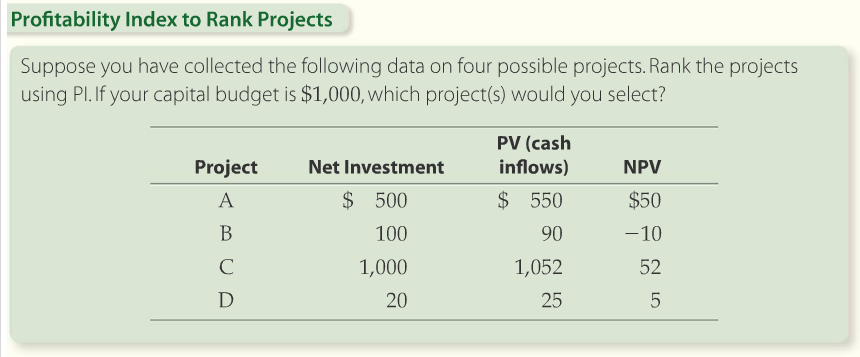 Profitability Index to Rank Projects
Suppose you have collected the following data on four possible projects. Rank the projects
using PI. If your capital budget is $1,000, which project(s) would you select?
PV (cash
Project Net Investment inflows) NPV
A $ 500 $ 550 $50
B 100 90 −10
C 1,000 1,052 52
D 20 25 5